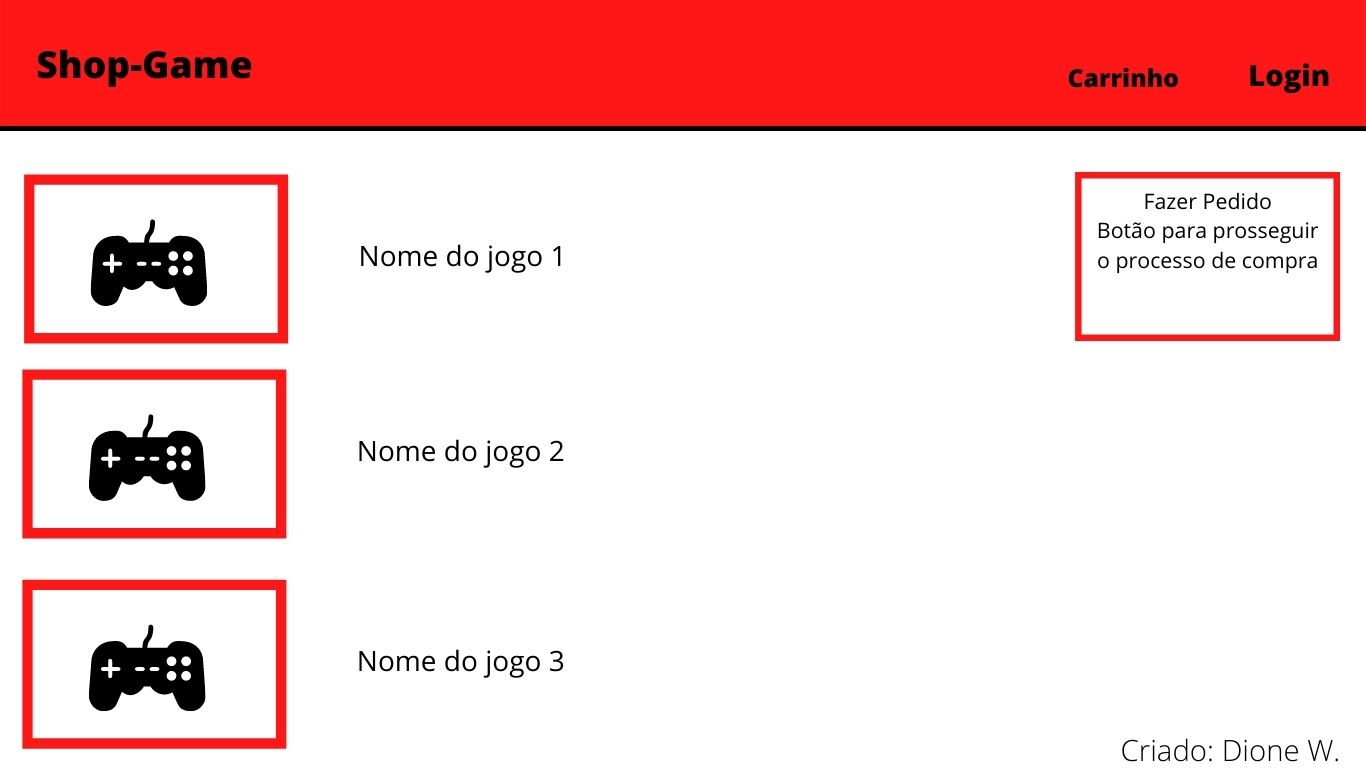 Shop-Game
Carrinho
Login
Nome do jogo 1
Fazer Pedido
Botão para prosseguir
o processo de compra
Nome do jogo 2
Nome do jogo 3
Criado: Dione W.